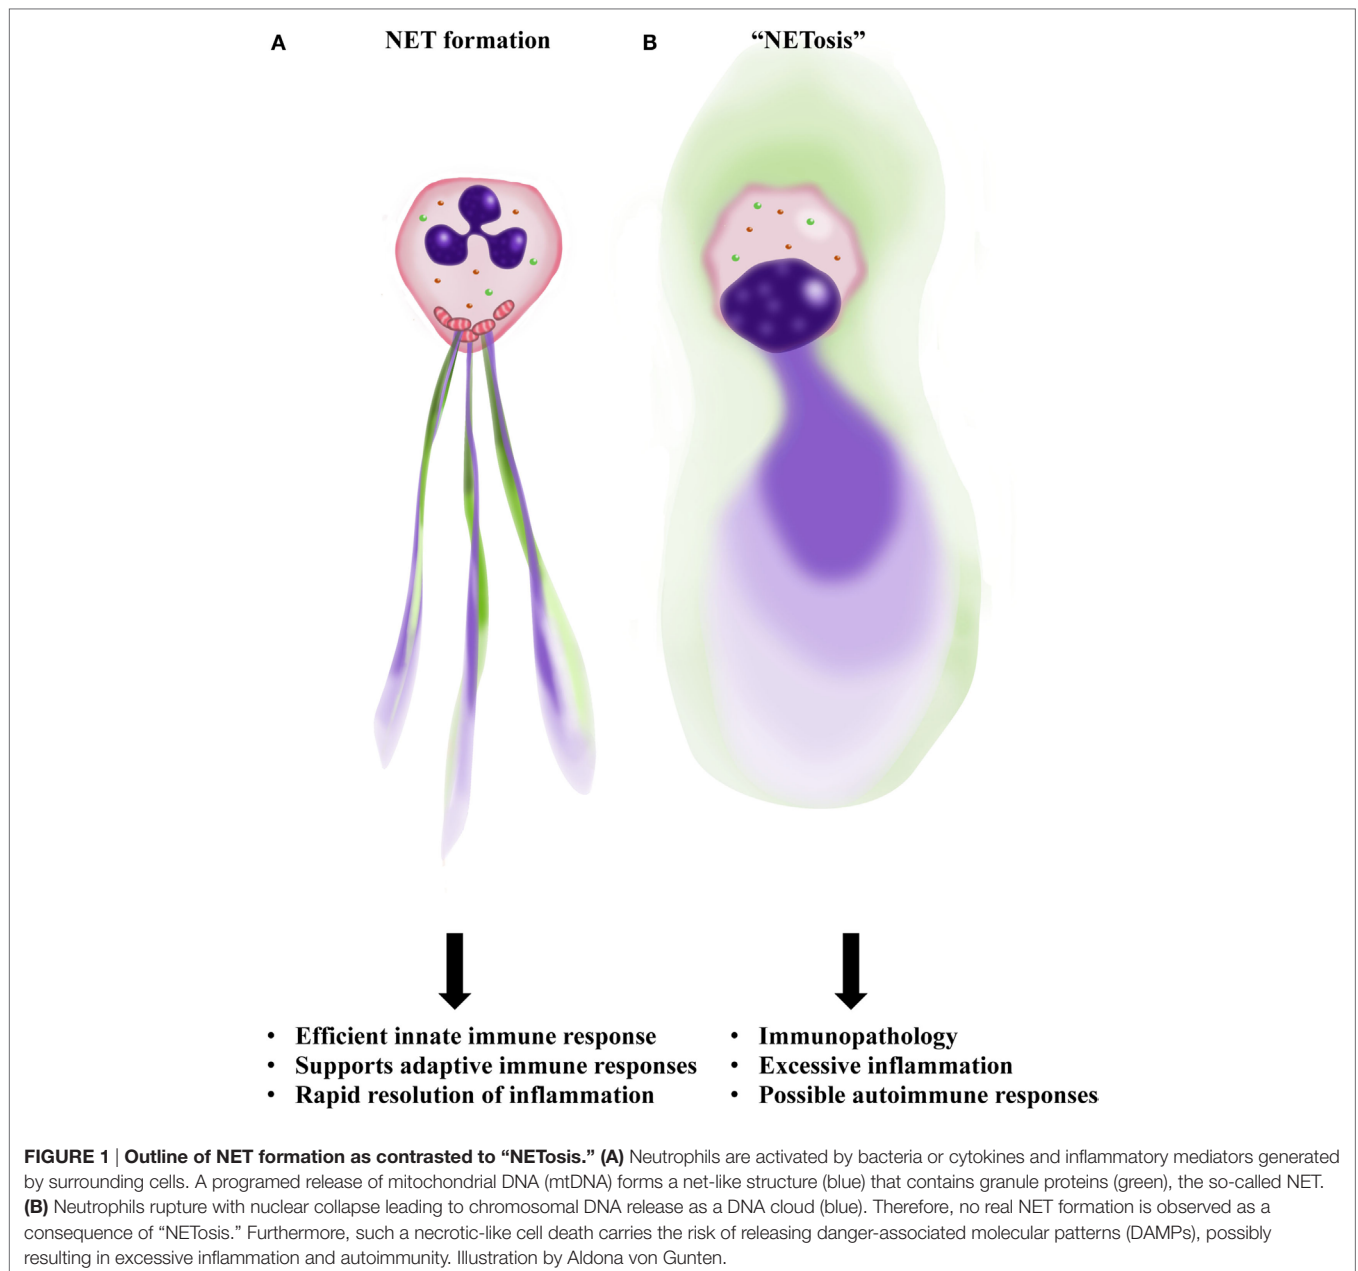 A NET formation B “NETosis”
• Efficient innate immune response
• Supports adaptive immune responses
• Rapid resolution of inflammation
• Immunopathology
• Excessive inflammation
• Possible autoimmune responses
FIGURE 1 | Outline of NET formation as contrasted to “NETosis.” (A) Neutrophils are activated by bacteria or cytokines and inflammatory mediators generated
by surrounding cells. A programed release of mitochondrial DNA (mtDNA) forms a net-like structure (blue) that contains granule proteins (green), the so-called NET.
(B) Neutrophils rupture with nuclear collapse leading to chromosomal DNA release as a DNA cloud (blue). Therefore, no real NET formation is observed as a
consequence of “NETosis.” Furthermore, such a necrotic-like cell death carries the risk of releasing danger-associated molecular patterns (DAMPs), possibly
resulting in excessive inflammation and autoimmunity. Illustration by Aldona von Gunten.